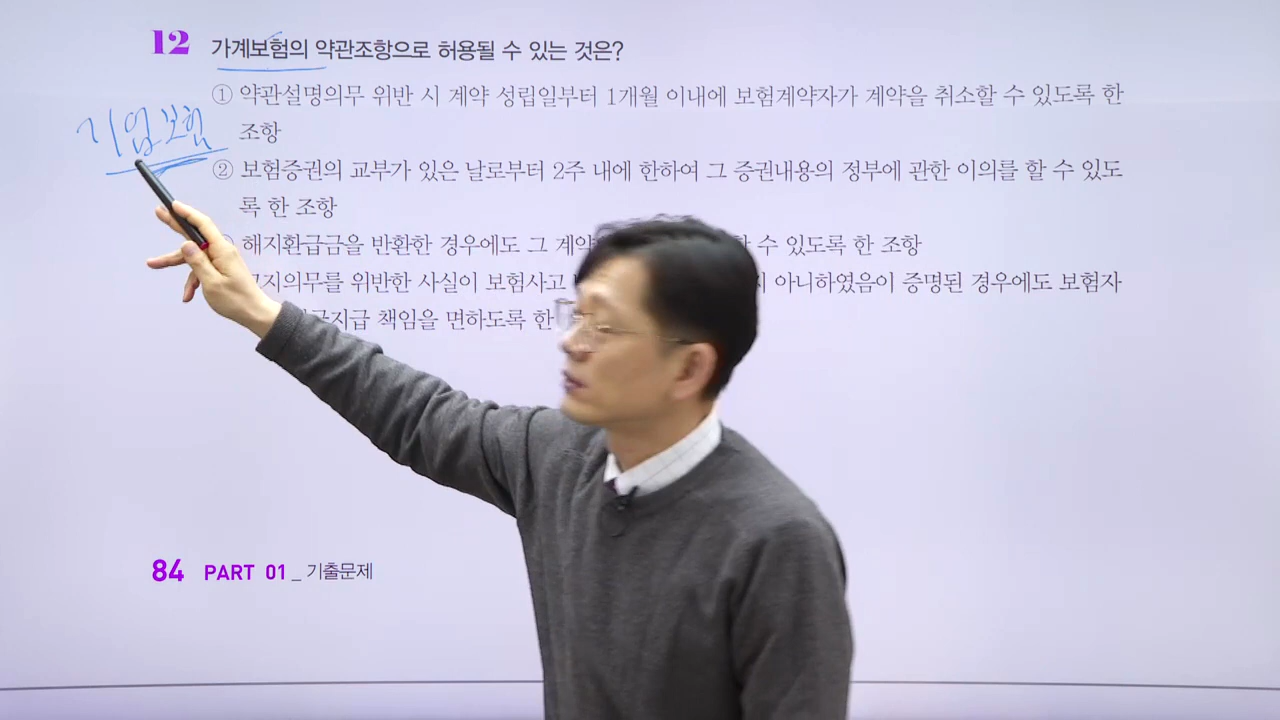 12 가계보험의 약관조항으로 허용될 수 있는 것은?
① 약관설명의무 위반 시 계약 성립일부터 1개월 이내에 보험계약자가 계약을 취소할 수 있도록 한
조항
기업보험
② 보험증권의 교부가 있은 날로부터 2주 내에 한하여 그 증권내용의 정부에 관한 이의를 할 수 있도
록 한 조항
해지환급금을 반환한 경우에도 그 계약 수 있도록 한 조항
위반한 사실이 보험사고 아니하였음이 증명된 경우에도 보험자
책임을 면하도록 한
84 PART 01 _ 기출문제